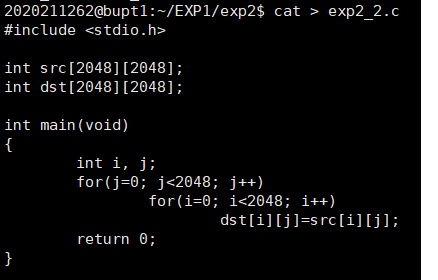 2020211262@bupt1:~/EXP1/exp2$ cat > exp2_2.c
#include <stdio.h>

int src[2048][2048];
int dst[2048][2048];

int main(void)
{
        int i, j;
        for(j=0; j<2048; j++)
                for(i=0; i<2048; i++)
                        dst[i][j]=src[i][j];
        return 0;
}